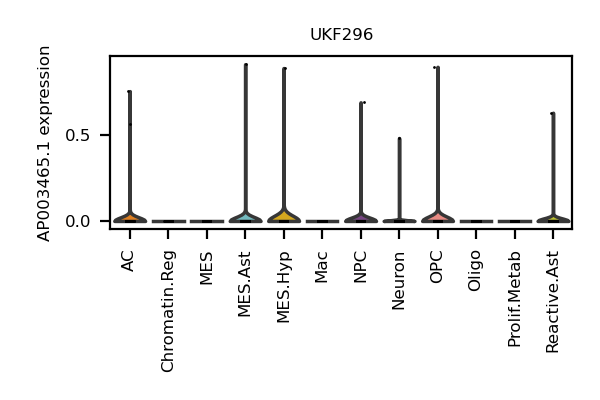 UKF296
AP003465.1 expression
0.5
0.0
AC
Chromatin.Reg
MES
MES.Ast
MES.Hyp
Mac
NPC
Neuron
OPC
Oligo
Prolif.Metab
Reactive.Ast